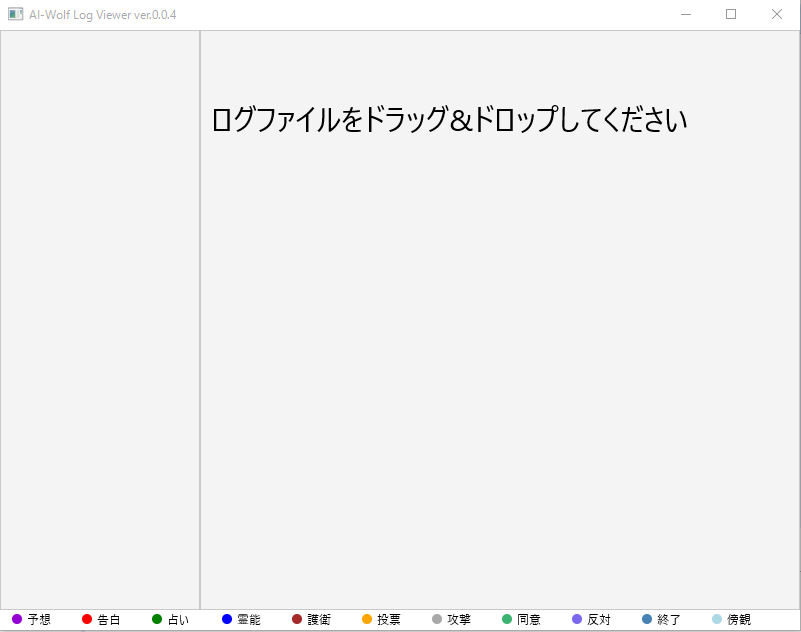 AI-Wolf Log Viewer ver.0.0.4
ログファイルをドラッグ&ドロップしてください
予想 告白 占い 霊能 護衛 投票 攻撃 同意 反対 終了 傍観